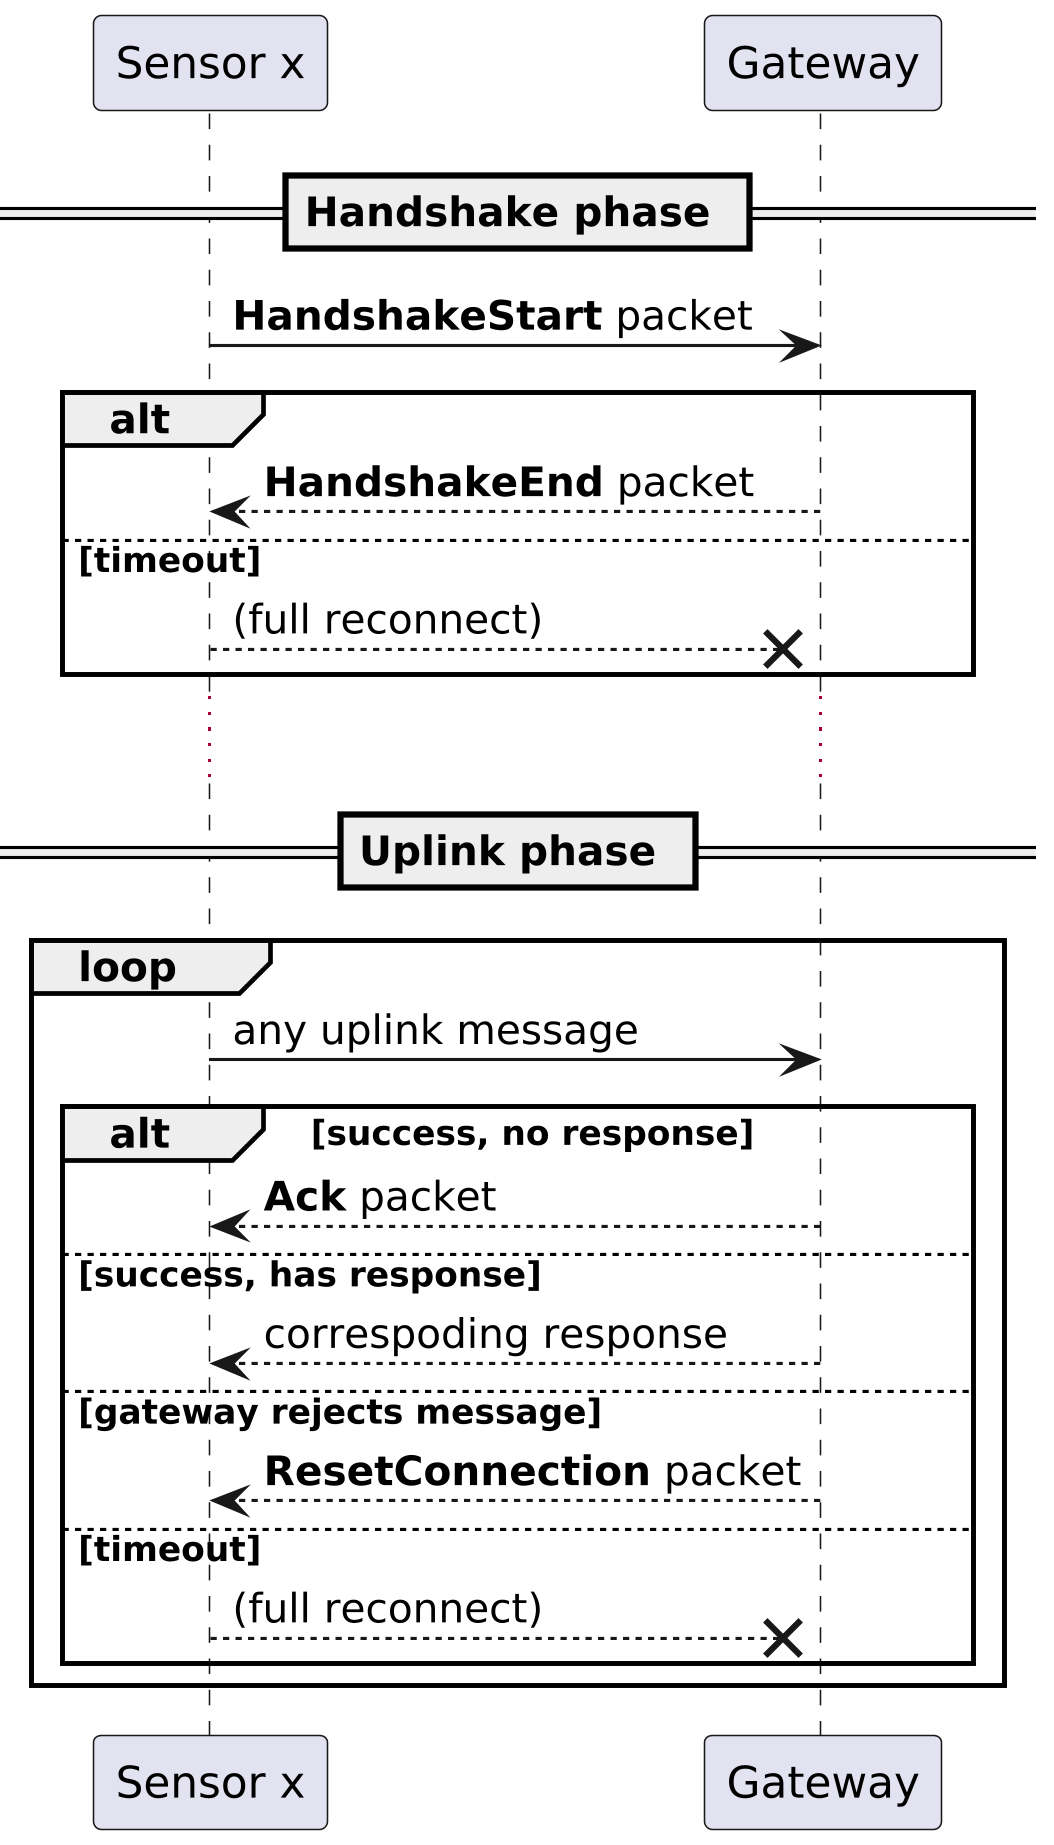 Sensor x
Gateway
Handshake phase
HandshakeStart packet
alt
HandshakeEnd packet
[timeout]
(full reconnect)
Uplink phase
loop
any uplink message
alt [success, no response]
Ack packet
[success, has response]
correspoding response
[gateway rejects message]
ResetConnection packet
[timeout]
(full reconnect)
Sensor x
Gateway